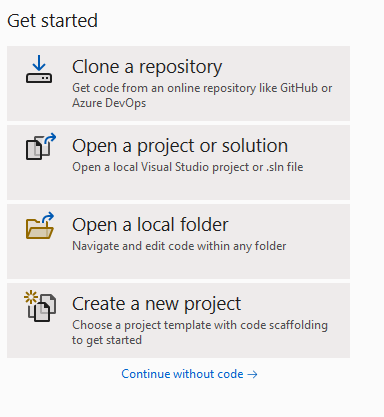 Get started
Clone a repository
Get code from an online repository like GitHub or
Azure DevOps
Open a project or solution
Open a local Visual Studio project or .sln file
Open a local folder
Navigate and edit code within any folder
Create a new project
Choose a project template with code scaffolding
to get started
Continue without code →